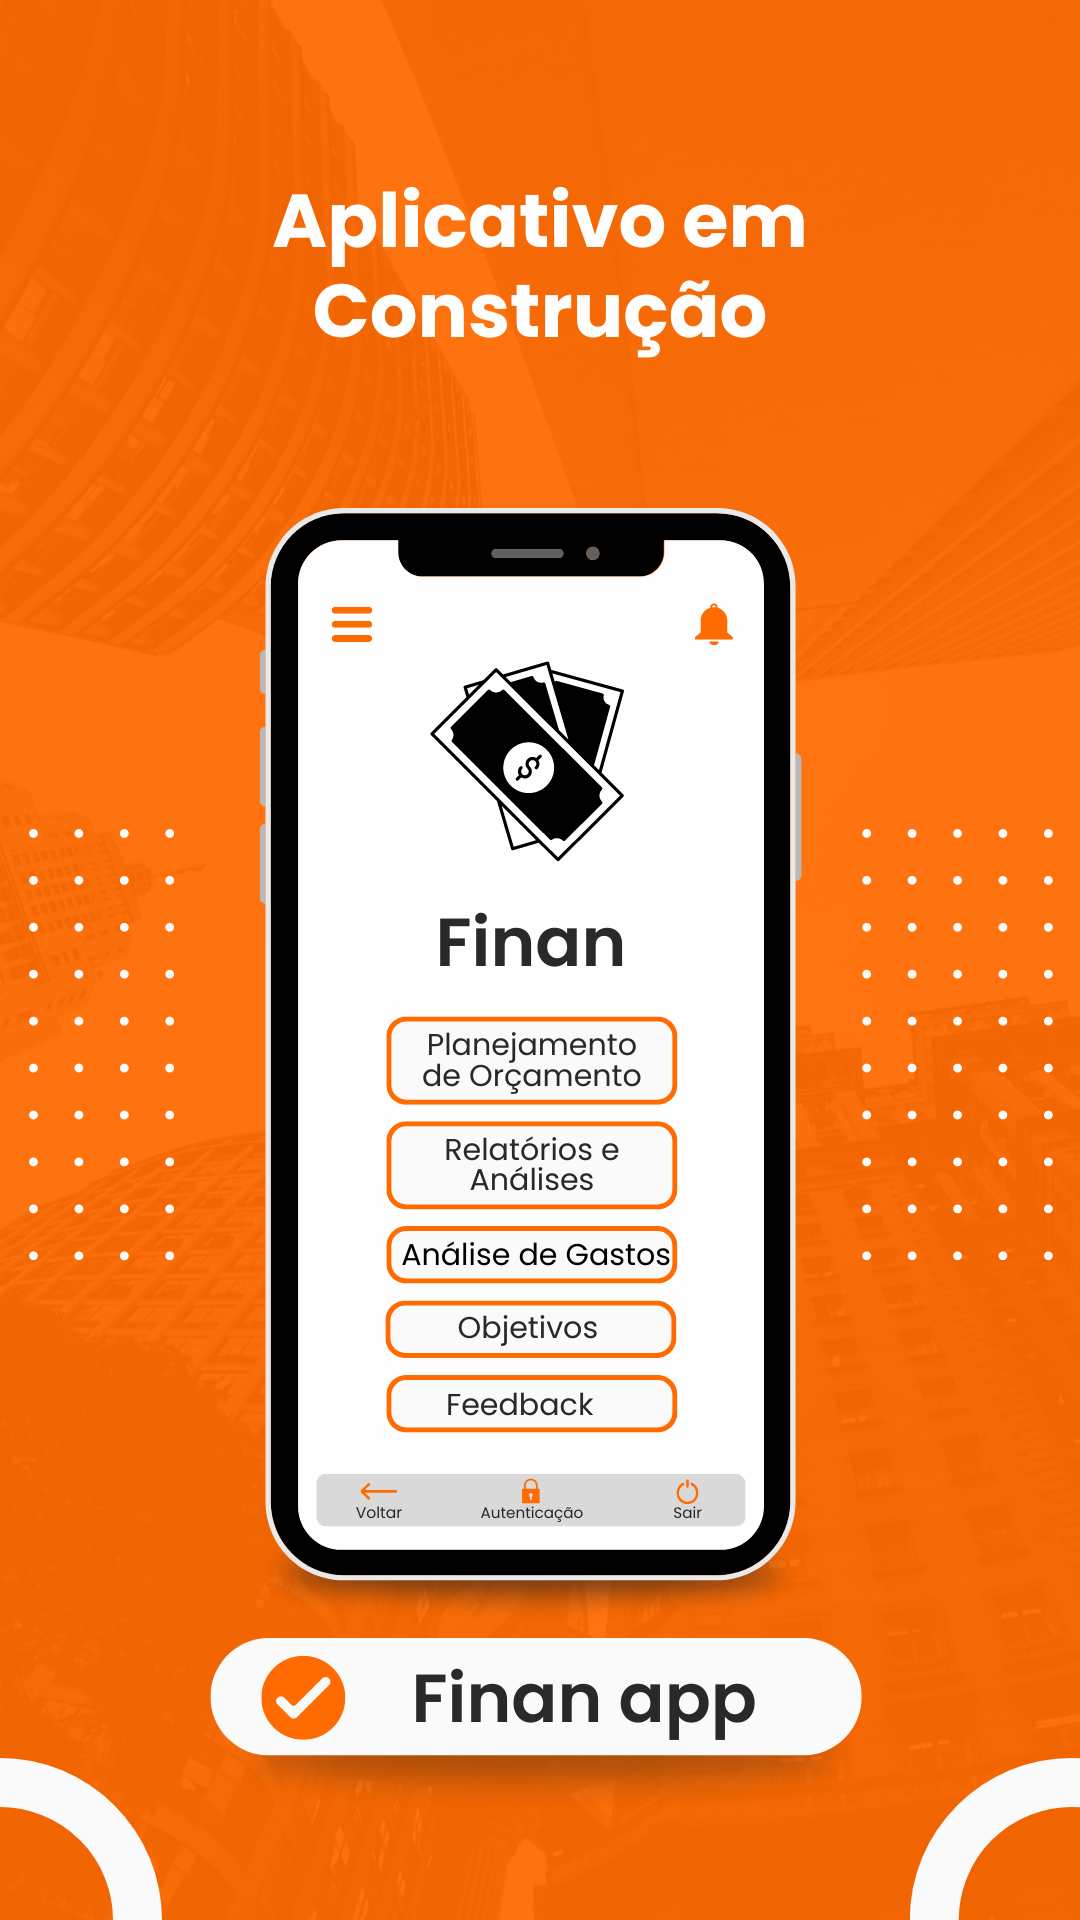 Aplicativo em
Construção
Finan
Planejamento
de Orçamento
Relatórios e
Análises
Análise de Gastos
Objetivos
Feedback
Voltar
Autenticação
Sair
Finan app